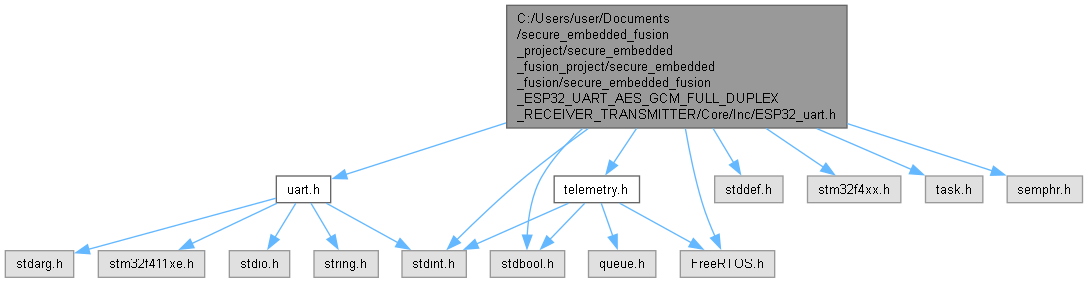 C:/Users/user/Documents
/secure_embedded_fusion
_project/secure_embedded
_fusion_project/secure_embedded
_fusion/secure_embedded_fusion
_ESP32_UART_AES_GCM_FULL_DUPLEX
_RECEIVER_TRANSMITTER/Core/Inc/ESP32_uart.h
uart.h
telemetry.h
stddef.h
stm32f4xx.h
task.h
semphr.h
stdarg.h
stm32f411xe.h
stdio.h
string.h
stdint.h
stdbool.h
queue.h
FreeRTOS.h